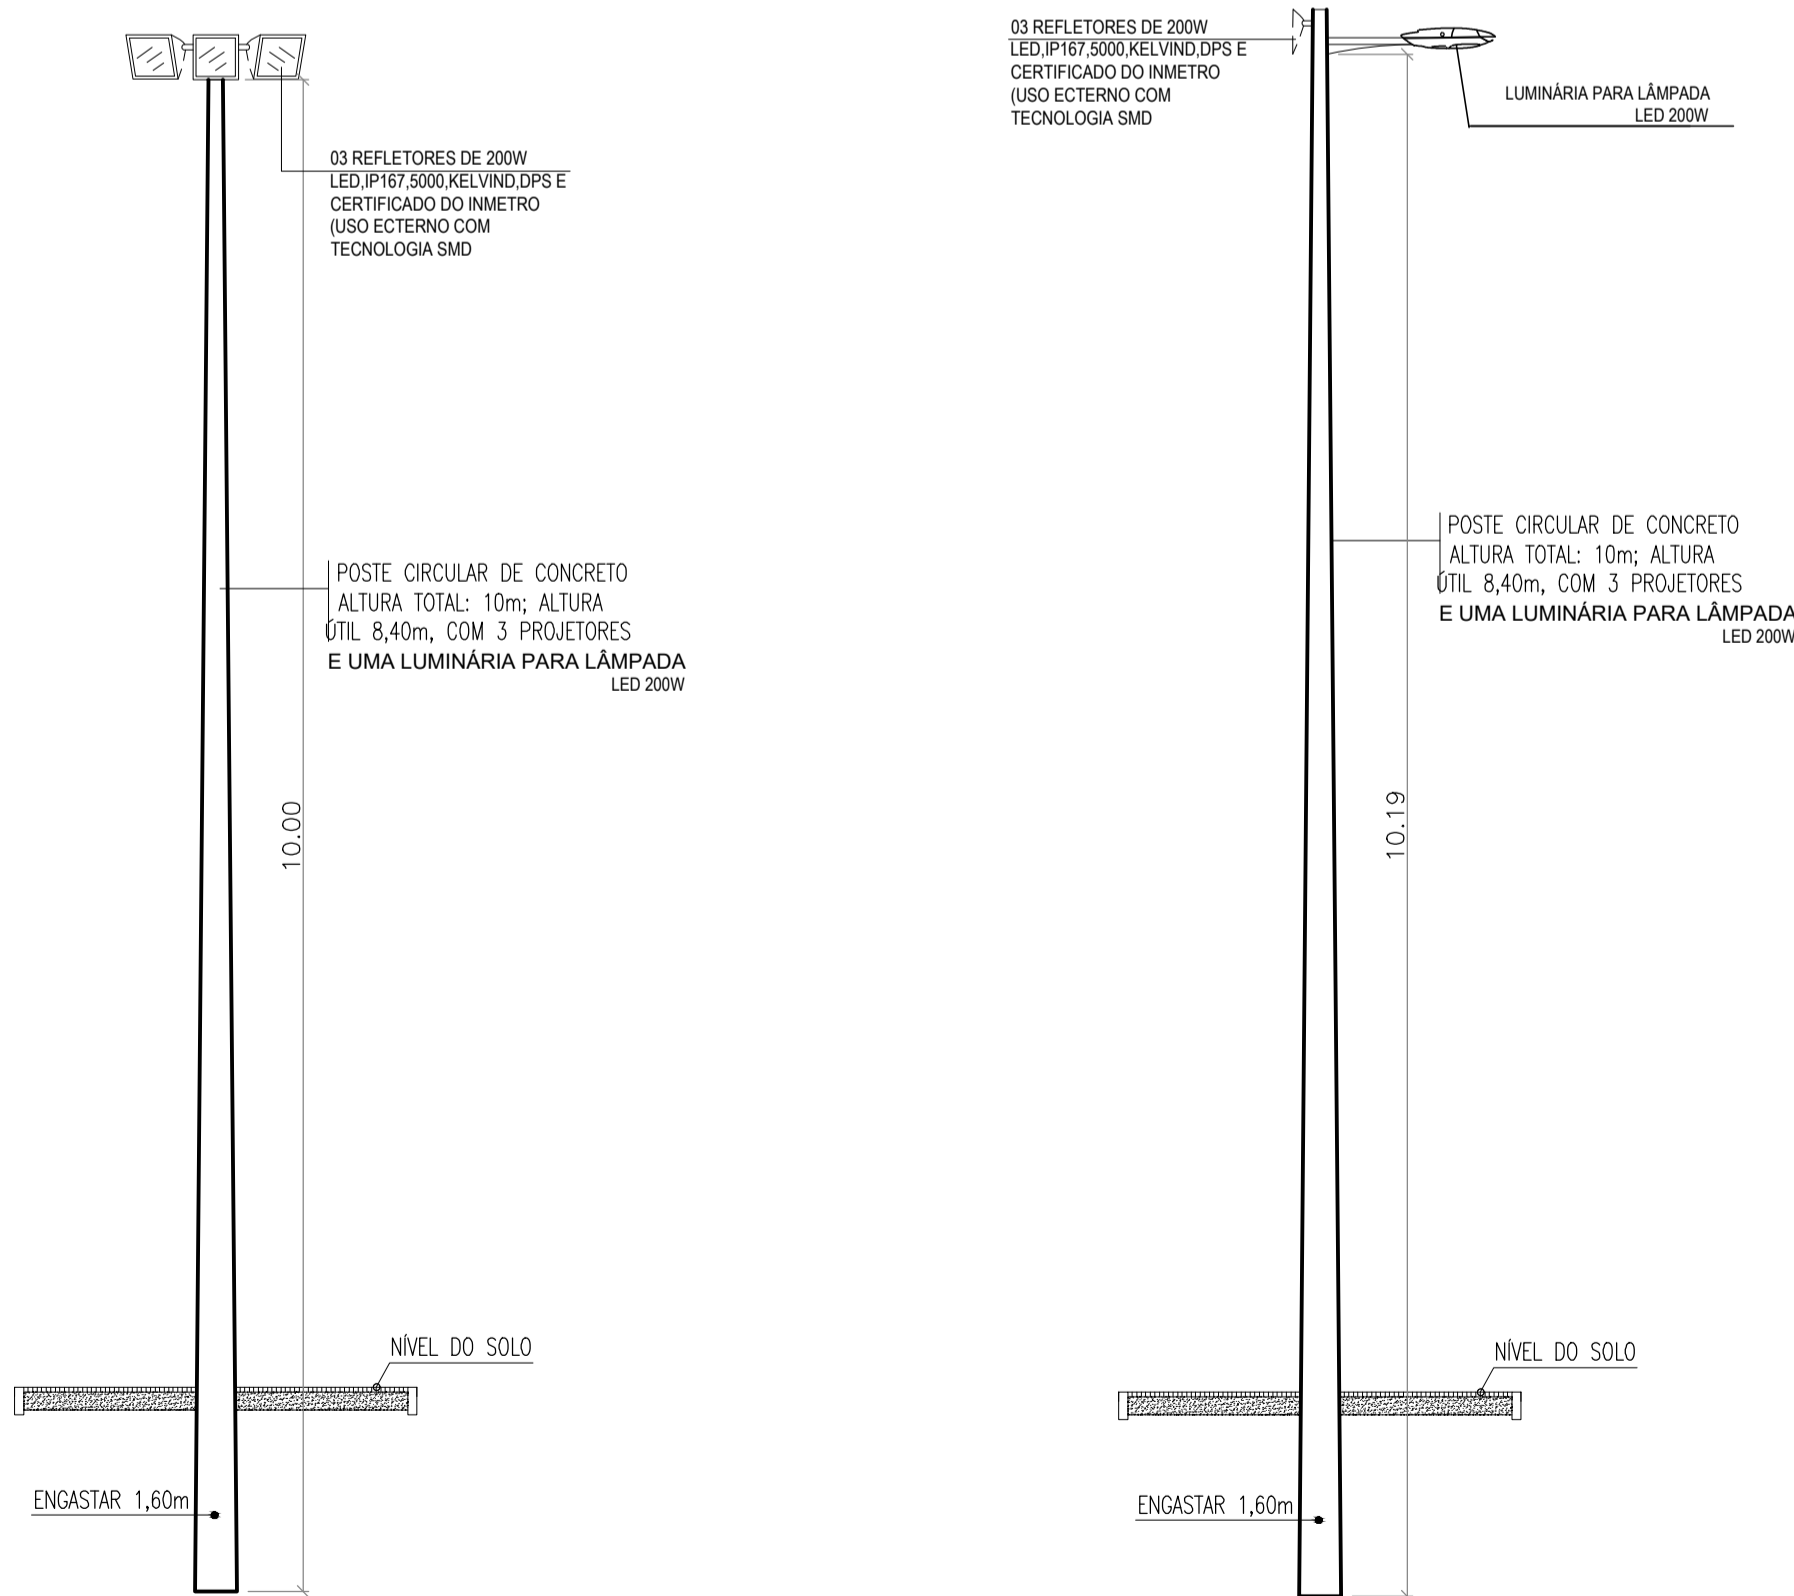 03 REFLETORES DE 200W
LED,IP167,5000,KELVIND,DPS E
CERTIFICADO DO INMETRO
(USO ECTERNO COM
TECNOLOGIA SMD
POSTE CIRCULAR DE CONCRETO
ALTURA TOTAL: 10m; ALTURA
ÚTIL 8,40m, COM 3 PROJETORES
E UMA LUMINÁRIA PARA LÂMPADA
LED 200W
10.00
NÍVEL DO SOLO
ENGASTAR 1,60m
03 REFLETORES DE 200W
LED,IP167,5000,KELVIND,DPS E
CERTIFICADO DO INMETRO
(USO ECTERNO COM
TECNOLOGIA SMD
LUMINÁRIA PARA LÂMPADA
LED 200W
POSTE CIRCULAR DE CONCRETO
ALTURA TOTAL: 10m; ALTURA
ÚTIL 8,40m, COM 3 PROJETORES
E UMA LUMINÁRIA PARA LÂMPADA
LED 200W
10.19
NÍVEL DO SOLO
ENGASTAR 1,60m